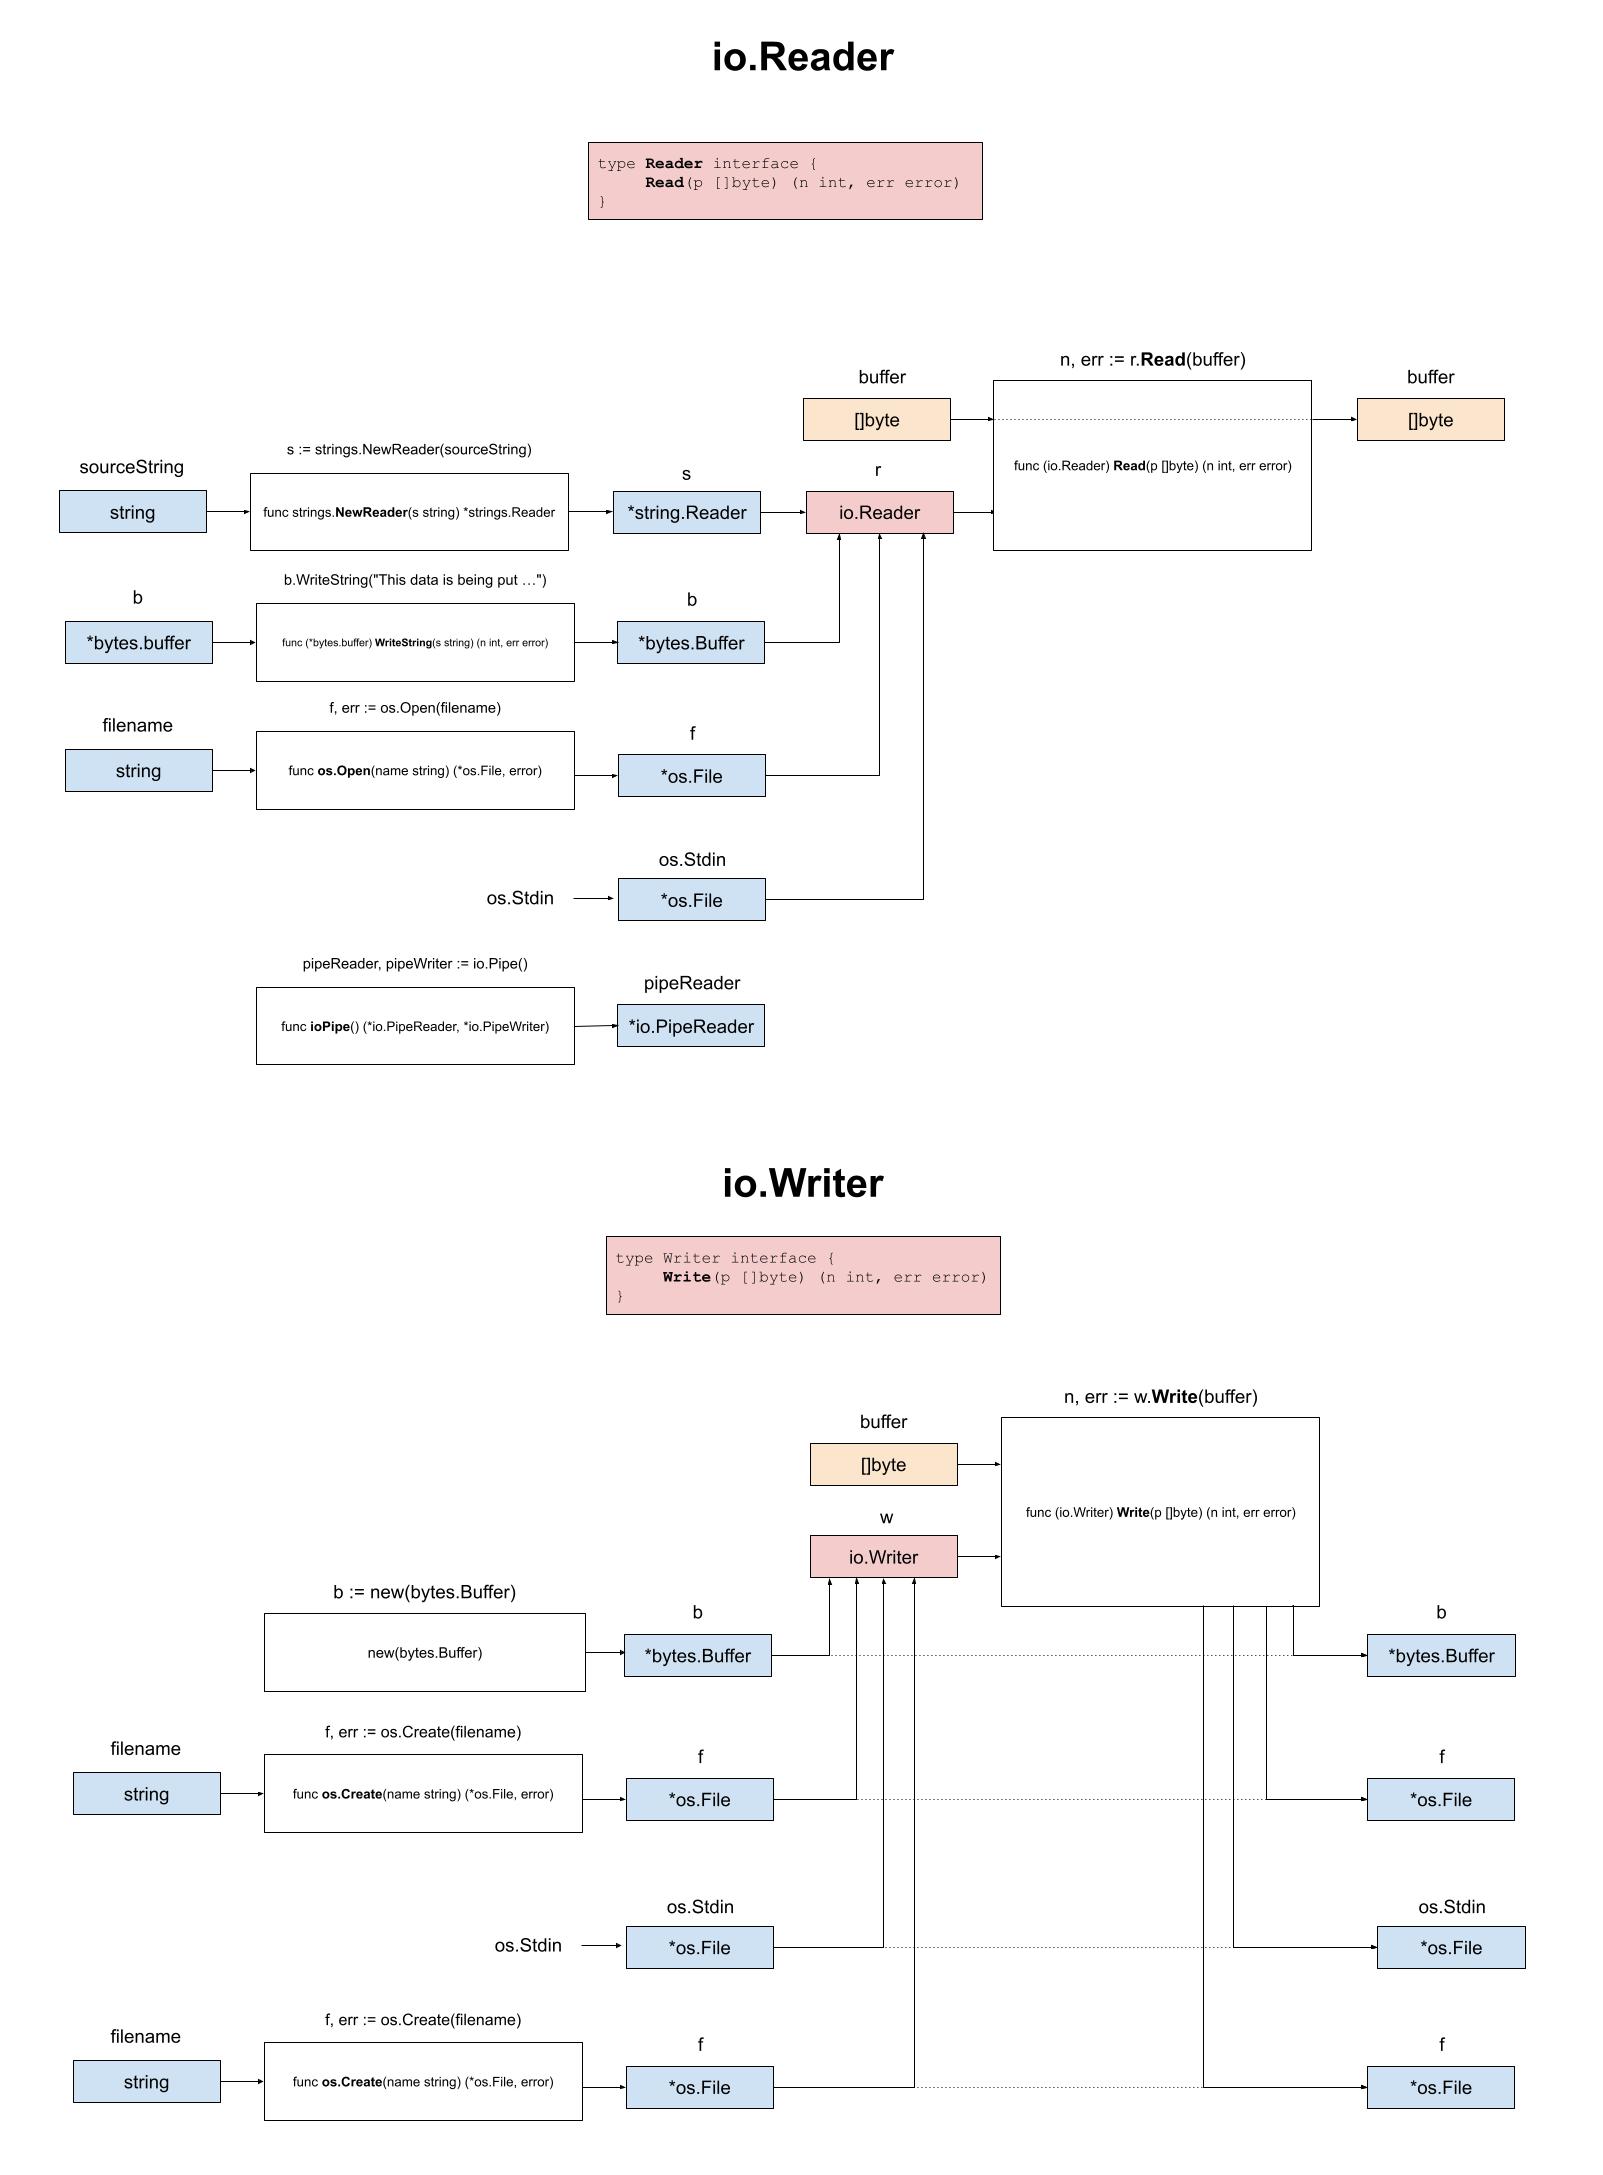 io.Reader
type Reader interface {
Read(p []byte) (n int, err error)
}
n, err := r.Read(buffer)
buffer
buffer
[]byte
[]byte
func (io.Reader) Read(p []byte) (n int, err error)
s := strings.NewReader(sourceString)
sourceString
s
r
string
func strings.NewReader(s string) *strings.Reader
*string.Reader
io.Reader
b.WriteString("This data is being put …")
b
b
*bytes.buffer
func (*bytes.buffer) WriteString(s string) (n int, err error)
*bytes.Buffer
f, err := os.Open(filename)
filename
f
string
func os.Open(name string) (*os.File, error)
*os.File
os.Stdin
os.Stdin
*os.File
pipeReader, pipeWriter := io.Pipe()
pipeReader
func ioPipe() (*io.PipeReader, *io.PipeWriter)
*io.PipeReader
io.Writer
type Writer interface {
Write(p []byte) (n int, err error)
}
n, err := w.Write(buffer)
buffer
[]byte
func (io.Writer) Write(p []byte) (n int, err error)
w
io.Writer
b := new(bytes.Buffer)
b
b
new(bytes.Buffer)
*bytes.Buffer
*bytes.Buffer
f, err := os.Create(filename)
filename
f
f
string
func os.Create(name string) (*os.File, error)
*os.File
*os.File
os.Stdin
os.Stdin
os.Stdin
*os.File
*os.File
f, err := os.Create(filename)
filename
f
f
string
func os.Create(name string) (*os.File, error)
*os.File
*os.File